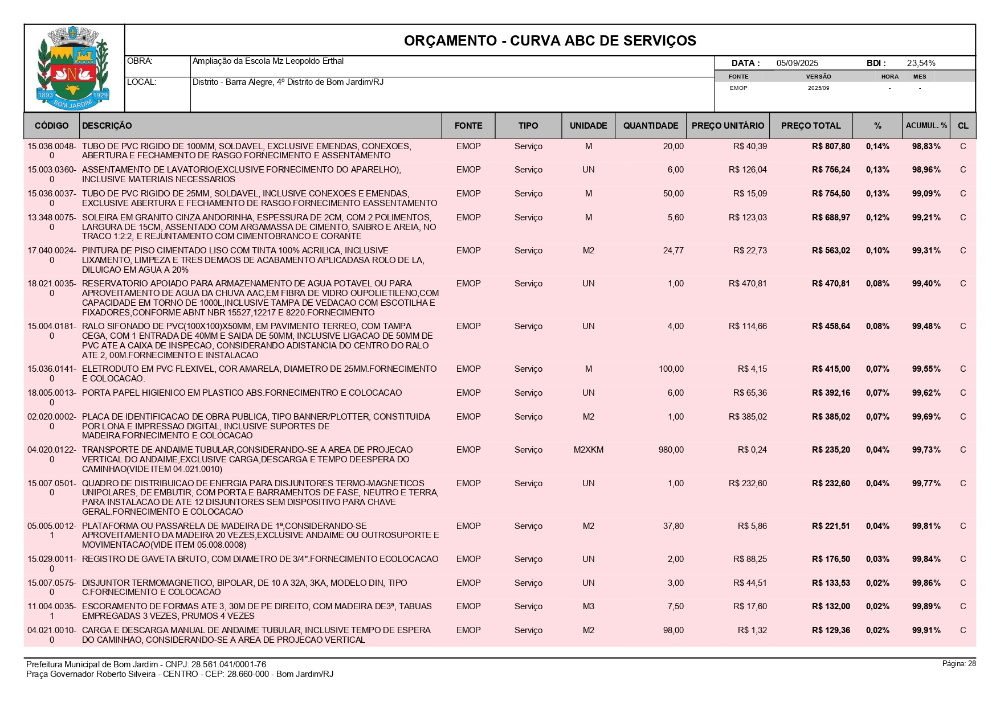 ORÇAMENTO - CURVA ABC DE SERVIÇOS
OBRA: Ampliação da Escola Mz Leopoldo Erthal
LOCAL: Distrito - Barra Alegre, 4º Distrito de Bom Jardim/RJ
DATA : 05/09/2025 BDI : 23,54%
FONTE VERSÃO HORA MES
EMOP 2025/09 - -
N
1893 1929
BOM JARDIM
CÓDIGO DESCRIÇÃO FONTE TIPO UNIDADE QUANTIDADE PREÇO UNITÁRIO PREÇO TOTAL % ACUMUL. % CL
15.036.0048- TUBO DE PVC RIGIDO DE 100MM, SOLDAVEL, EXCLUSIVE EMENDAS, CONEXOES, EMOP Serviço M 20,00 R$ 40,39 R$ 807,80 0,14% 98,83% C
0 ABERTURA E FECHAMENTO DE RASGO.FORNECIMENTO E ASSENTAMENTO
15.003.0360- ASSENTAMENTO DE LAVATORIO(EXCLUSIVE FORNECIMENTO DO APARELHO), EMOP Serviço UN 6,00 R$ 126,04 R$ 756,24 0,13% 98,96% C
0 INCLUSIVE MATERIAIS NECESSARIOS
15.036.0037- TUBO DE PVC RIGIDO DE 25MM, SOLDAVEL, INCLUSIVE CONEXOES E EMENDAS, EMOP Serviço M 50,00 R$ 15,09 R$ 754,50 0,13% 99,09% C
0 EXCLUSIVE ABERTURA E FECHAMENTO DE RASGO.FORNECIMENTO EASSENTAMENTO
13.348.0075- SOLEIRA EM GRANITO CINZA ANDORINHA, ESPESSURA DE 2CM, COM 2 POLIMENTOS, EMOP Serviço M 5,60 R$ 123,03 R$ 688,97 0,12% 99,21% C
0 LARGURA DE 15CM, ASSENTADO COM ARGAMASSA DE CIMENTO, SAIBRO E AREIA, NO
TRACO 1:2:2, E REJUNTAMENTO COM CIMENTOBRANCO E CORANTE
17.040.0024- PINTURA DE PISO CIMENTADO LISO COM TINTA 100% ACRILICA, INCLUSIVE EMOP Serviço M2 24,77 R$ 22,73 R$ 563,02 0,10% 99,31% C
0 LIXAMENTO, LIMPEZA E TRES DEMAOS DE ACABAMENTO APLICADASA ROLO DE LA,
DILUICAO EM AGUA A 20%
18.021.0035- RESERVATORIO APOIADO PARA ARMAZENAMENTO DE AGUA POTAVEL OU PARA EMOP Serviço UN 1,00 R$ 470,81 R$ 470,81 0,08% 99,40% C
0 APROVEITAMENTO DE AGUA DA CHUVA AAC,EM FIBRA DE VIDRO OUPOLIETILENO,COM
CAPACIDADE EM TORNO DE 1000L,INCLUSIVE TAMPA DE VEDACAO COM ESCOTILHA E
FIXADORES,CONFORME ABNT NBR 15527,12217 E 8220.FORNECIMENTO
15.004.0181- RALO SIFONADO DE PVC(100X100)X50MM, EM PAVIMENTO TERREO, COM TAMPA EMOP Serviço UN 4,00 R$ 114,66 R$ 458,64 0,08% 99,48% C
0 CEGA, COM 1 ENTRADA DE 40MM E SAIDA DE 50MM, INCLUSIVE LIGACAO DE 50MM DE
PVC ATE A CAIXA DE INSPECAO, CONSIDERANDO ADISTANCIA DO CENTRO DO RALO
ATE 2, 00M.FORNECIMENTO E INSTALACAO
15.036.0141- ELETRODUTO EM PVC FLEXIVEL, COR AMARELA, DIAMETRO DE 25MM.FORNECIMENTO EMOP Serviço M 100,00 R$ 4,15 R$ 415,00 0,07% 99,55% C
0 E COLOCACAO.
18.005.0013- PORTA PAPEL HIGIENICO EM PLASTICO ABS.FORNECIMENTRO E COLOCACAO EMOP Serviço UN 6,00 R$ 65,36 R$ 392,16 0,07% 99,62% C
0
02.020.0002- PLACA DE IDENTIFICACAO DE OBRA PUBLICA, TIPO BANNER/PLOTTER, CONSTITUIDA EMOP Serviço M2 1,00 R$ 385,02 R$ 385,02 0,07% 99,69% C
0 POR LONA E IMPRESSAO DIGITAL, INCLUSIVE SUPORTES DE
MADEIRA.FORNECIMENTO E COLOCACAO
04.020.0122- TRANSPORTE DE ANDAIME TUBULAR,CONSIDERANDO-SE A AREA DE PROJECAO EMOP Serviço M2XKM 980,00 R$ 0,24 R$ 235,20 0,04% 99,73% C
0 VERTICAL DO ANDAIME,EXCLUSIVE CARGA,DESCARGA E TEMPO DEESPERA DO
CAMINHAO(VIDE ITEM 04.021.0010)
15.007.0501- QUADRO DE DISTRIBUICAO DE ENERGIA PARA DISJUNTORES TERMO-MAGNETICOS EMOP Serviço UN 1,00 R$ 232,60 R$ 232,60 0,04% 99,77% C
0 UNIPOLARES, DE EMBUTIR, COM PORTA E BARRAMENTOS DE FASE, NEUTRO E TERRA,
PARA INSTALACAO DE ATE 12 DISJUNTORES SEM DISPOSITIVO PARA CHAVE
GERAL.FORNECIMENTO E COLOCACAO
05.005.0012- PLATAFORMA OU PASSARELA DE MADEIRA DE 1ª,CONSIDERANDO-SE EMOP Serviço M2 37,80 R$ 5,86 R$ 221,51 0,04% 99,81% C
1 APROVEITAMENTO DA MADEIRA 20 VEZES,EXCLUSIVE ANDAIME OU OUTROSUPORTE E
MOVIMENTACAO(VIDE ITEM 05.008.0008)
15.029.0011- REGISTRO DE GAVETA BRUTO, COM DIAMETRO DE 3/4".FORNECIMENTO ECOLOCACAO EMOP Serviço UN 2,00 R$ 88,25 R$ 176,50 0,03% 99,84% C
0
15.007.0575- DISJUNTOR TERMOMAGNETICO, BIPOLAR, DE 10 A 32A, 3KA, MODELO DIN, TIPO EMOP Serviço UN 3,00 R$ 44,51 R$ 133,53 0,02% 99,86% C
0 C.FORNECIMENTO E COLOCACAO
11.004.0035- ESCORAMENTO DE FORMAS ATE 3, 30M DE PE DIREITO, COM MADEIRA DE3ª, TABUAS EMOP Serviço M3 7,50 R$ 17,60 R$ 132,00 0,02% 99,89% C
1 EMPREGADAS 3 VEZES, PRUMOS 4 VEZES
04.021.0010- CARGA E DESCARGA MANUAL DE ANDAIME TUBULAR, INCLUSIVE TEMPO DE ESPERA EMOP Serviço M2 98,00 R$ 1,32 R$ 129,36 0,02% 99,91% C
0 DO CAMINHAO, CONSIDERANDO-SE A AREA DE PROJECAO VERTICAL
Prefeitura Municipal de Bom Jardim - CNPJ: 28.561.041/0001-76 Página: 28
Praça Governador Roberto Silveira - CENTRO - CEP: 28.660-000 - Bom Jardim/RJ